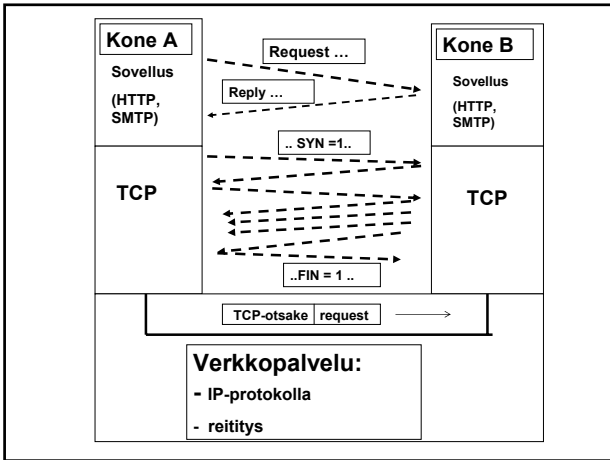 Kone A
Sovellus
(HTTP,
SMTP)
TCP
Request …
Reply …
.. SYN =1..
..FIN = 1 ..
Kone B
Sovellus
(HTTP,
SMTP)
TCP
TCP-otsake request
Verkkopalvelu:
- IP-protokolla
- reititys